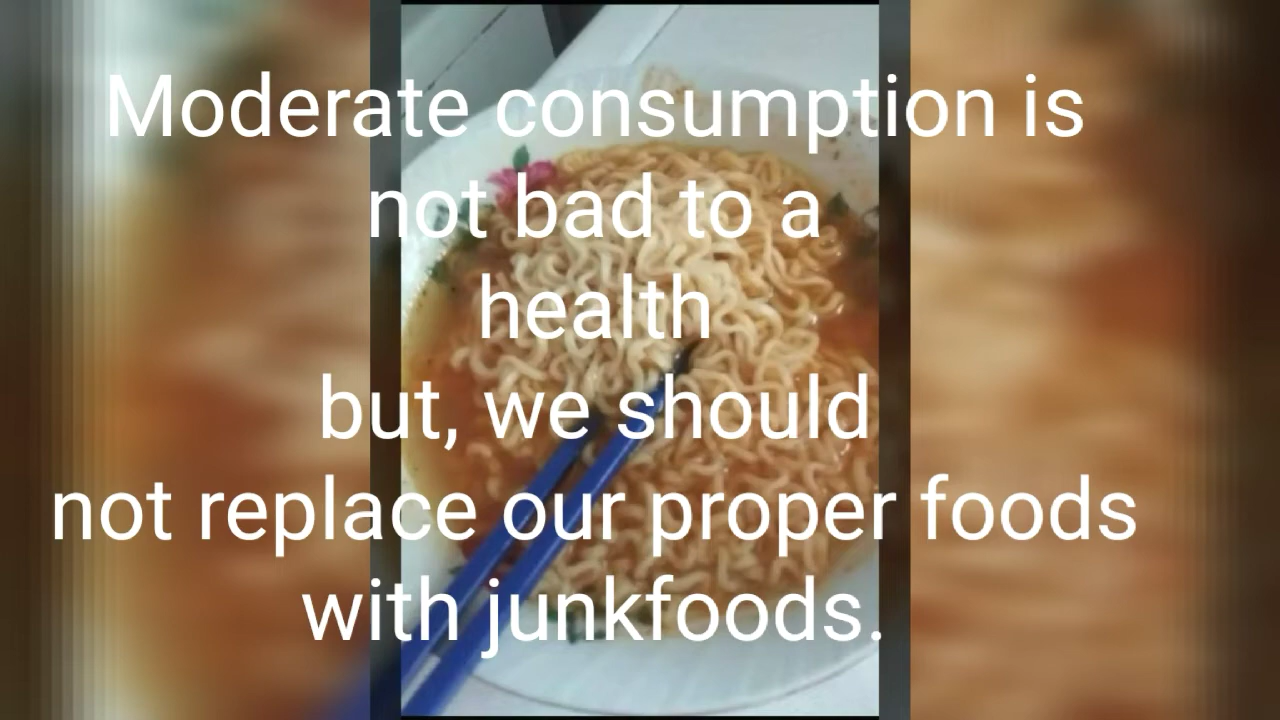 Moderate consumption is
not bad to a
health
but, we should
not replace our proper foods
with junkfoods.